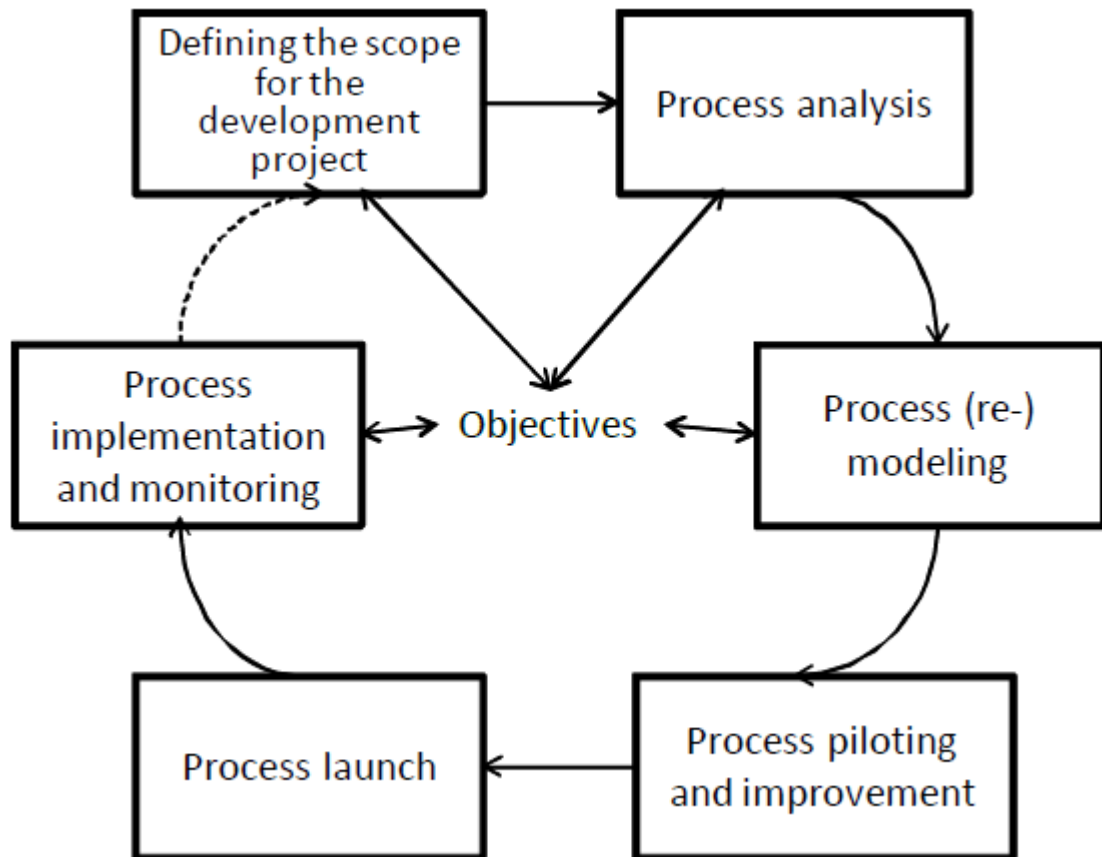 Defining the scope
for the
development
project
Process analysis
Process
implementation
and monitoring
Objectives
Process (re-)
modeling
Process launch
Process piloting
and improvement